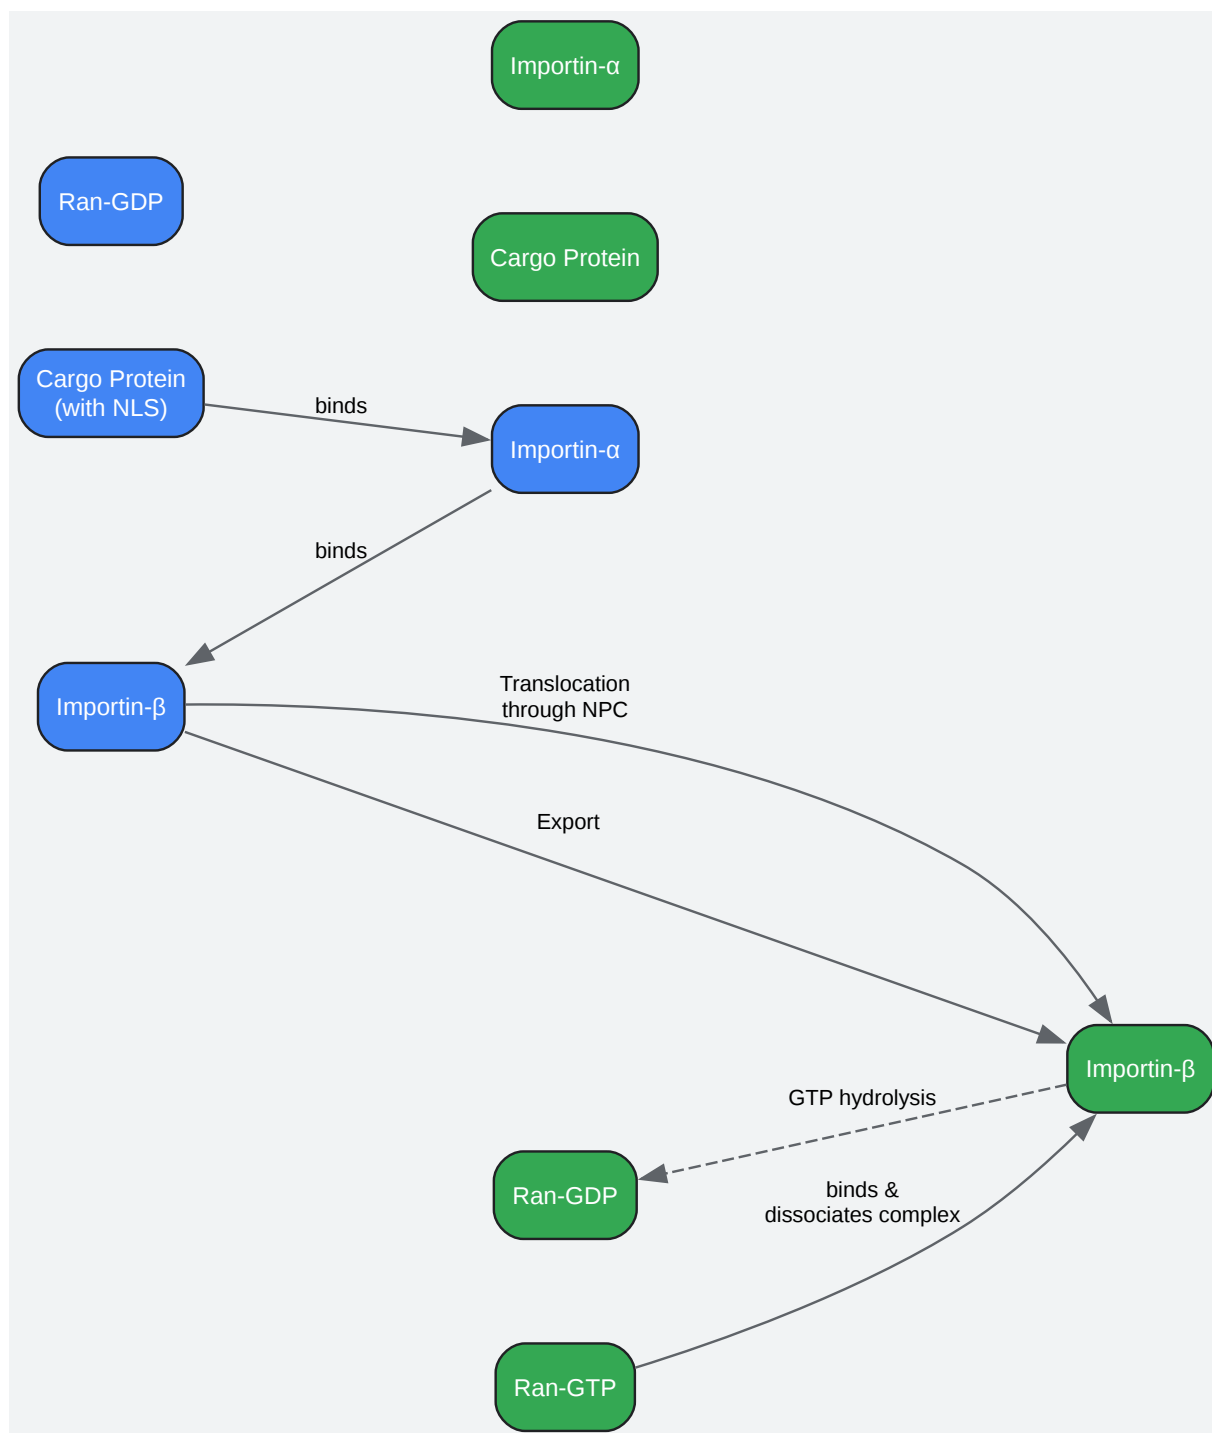 Importin-α
Ran-GDP
Cargo Protein
Cargo Protein
(with NLS)
binds
Importin-α
binds
Importin-β
Translocation
through NPC
Export
Importin-β
GTP hydrolysis
Ran-GDP
binds &
dissociates complex
Ran-GTP